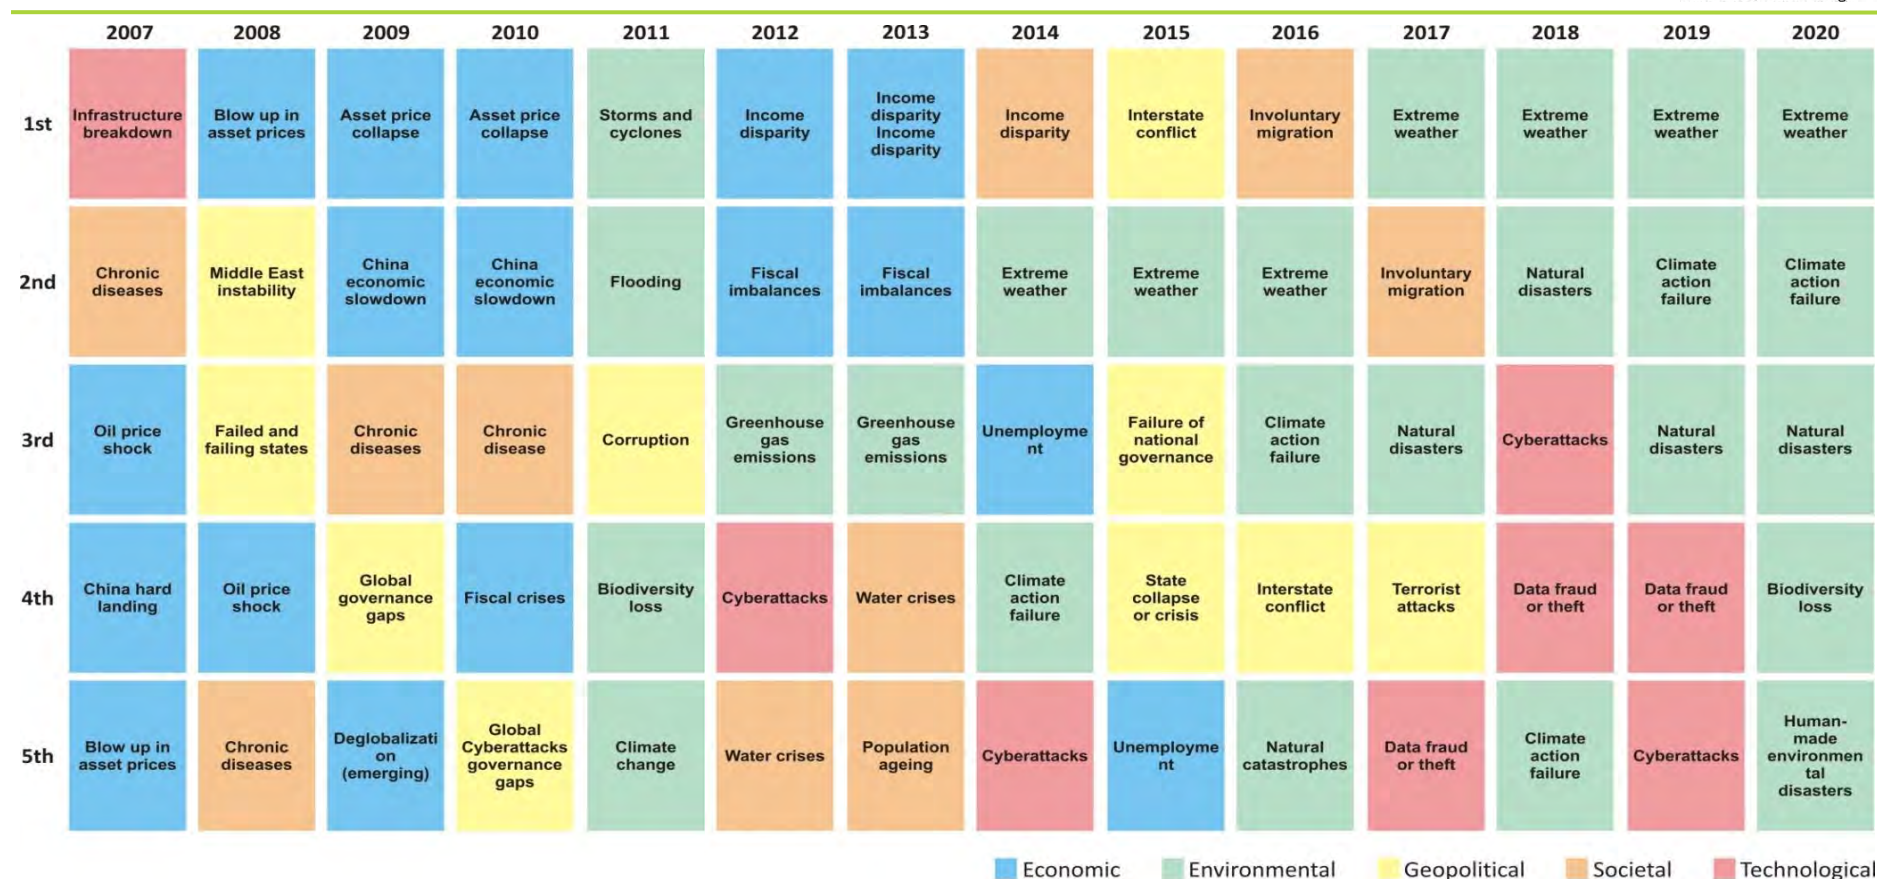 2007 2008 2009 2010 2011 2012 2013 2014 2015 2016 2017 2018 2019 2020
1st
Infrastructure
breakdown
Blow up in
asset prices
Asset price
collapse
Asset price
collapse
Storms and
cyclones
Income
disparity
Income
disparity
Income
disparity
Income
disparity
Interstate
conflict
Involuntary
migration
Extreme
weather
Extreme
weather
Extreme
weather
Extreme
weather
2nd
Chronic
diseases
Middle East
instability
China
economic
slowdown
China
economic
slowdown
Flooding
Fiscal
imbalances
Fiscal
imbalances
Extreme
weather
Extreme
weather
Extreme
weather
Involuntary
migration
Natural
disasters
Climate
action
failure
Climate
action
failure
3rd
Oil price
shock
Failed and
failing states
Chronic
diseases
Chronic
disease
Corruption
Greenhouse
gas
emissions
Greenhouse
gas
emissions
Unemployme
nt
Failure of
national
governance
Climate
action
failure
Natural
disasters
Cyberattacks
Natural
disasters
Natural
disasters
4th
China hard
landing
Oil price
shock
Global
governance
gaps
Fiscal crises
Biodiversity
loss
Cyberattacks
Water crises
Climate
action
failure
State
collapse
or crisis
Interstate
conflict
Terrorist
attacks
Data fraud
or theft
Data fraud
or theft
Biodiversity
loss
5th
Blow up in
asset prices
Chronic
diseases
Deglobalizati
on
(emerging)
Global
Cyberattacks
governance
gaps
Climate
change
Water crises
Population
ageing
Cyberattacks
Unemployme
nt
Natural
catastrophes
Data fraud
or theft
Climate
action
failure
Cyberattacks
Human-
made
environmen
tal
disasters
Economic Environmental Geopolitical Societal Technological